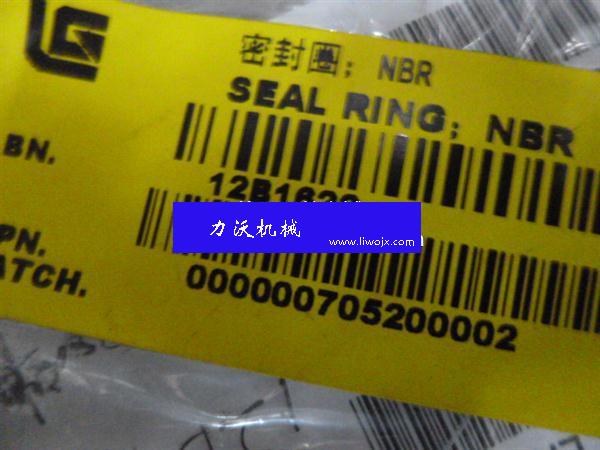 密封圈; NBR
SEAL RING; NBR
BN.
力沃机械
www.liwojx.com
PN.
ATCH.
000000705200002